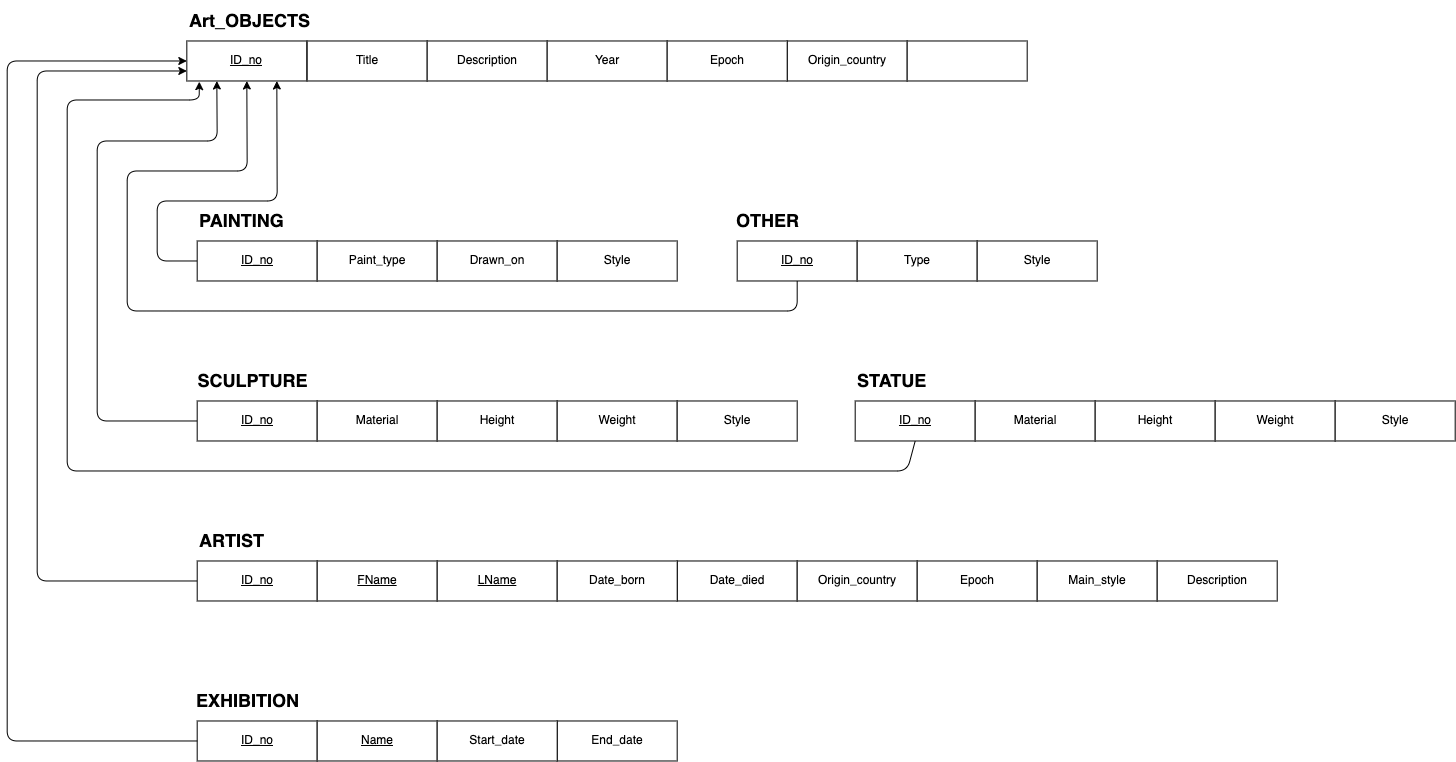 Art_OBJECTS
ID_no Title Description Year Epoch Origin_country
PAINTING
ID_no Paint_type Drawn_on Style
OTHER
ID_no Type Style
SCULPTURE
ID_no Material Height Weight Style
STATUE
ID_no Material Height Weight Style
ARTIST
ID_no FName LName Date_born Date_died Origin_country Epoch Main_style Description
EXHIBITION
ID_no Name Start_date End_date